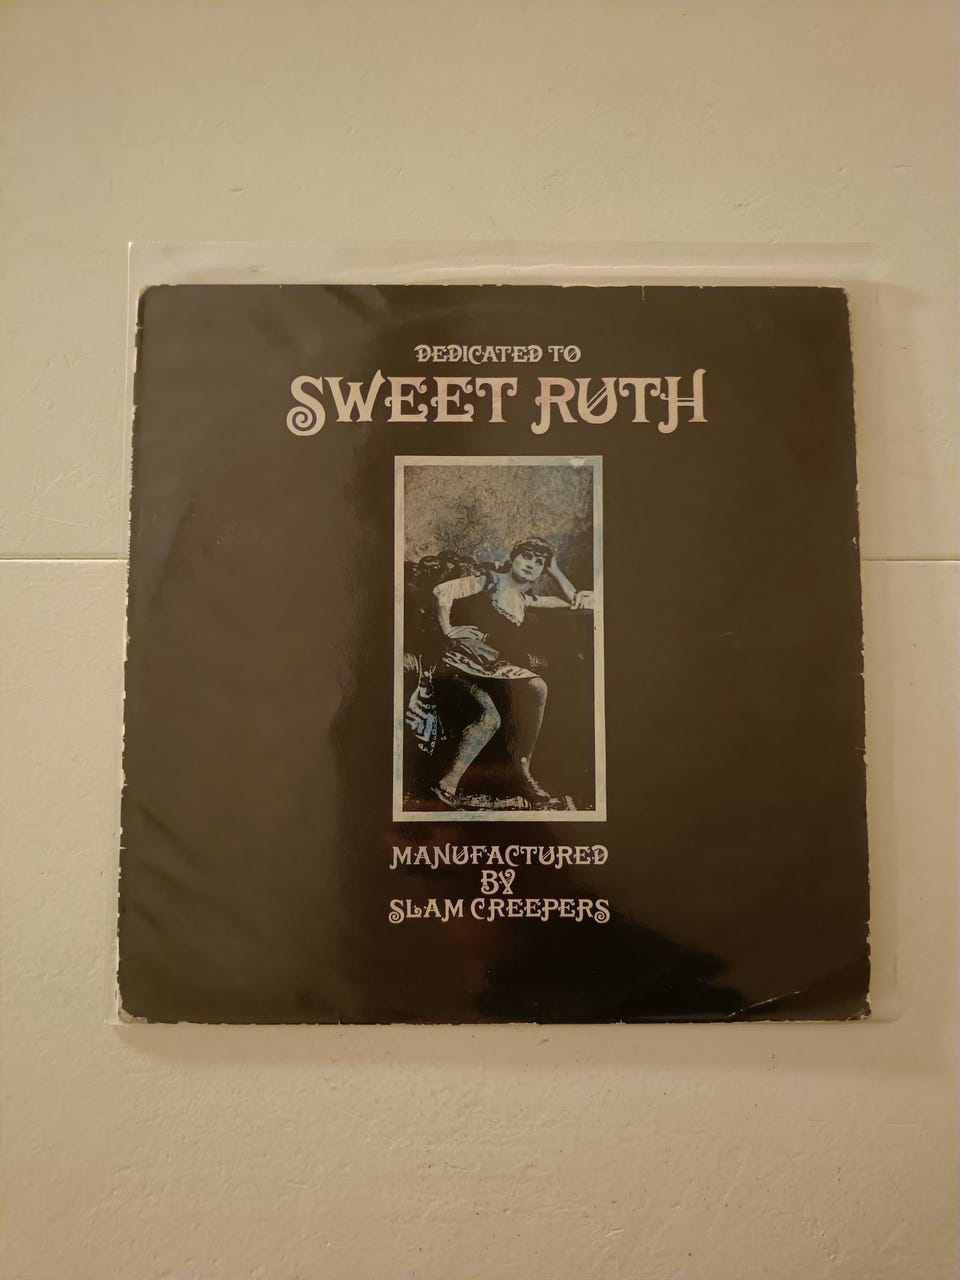 DEDICATED TO
SWEET RUTH
MANUFACTURED
BY
SLAM CREEPERS